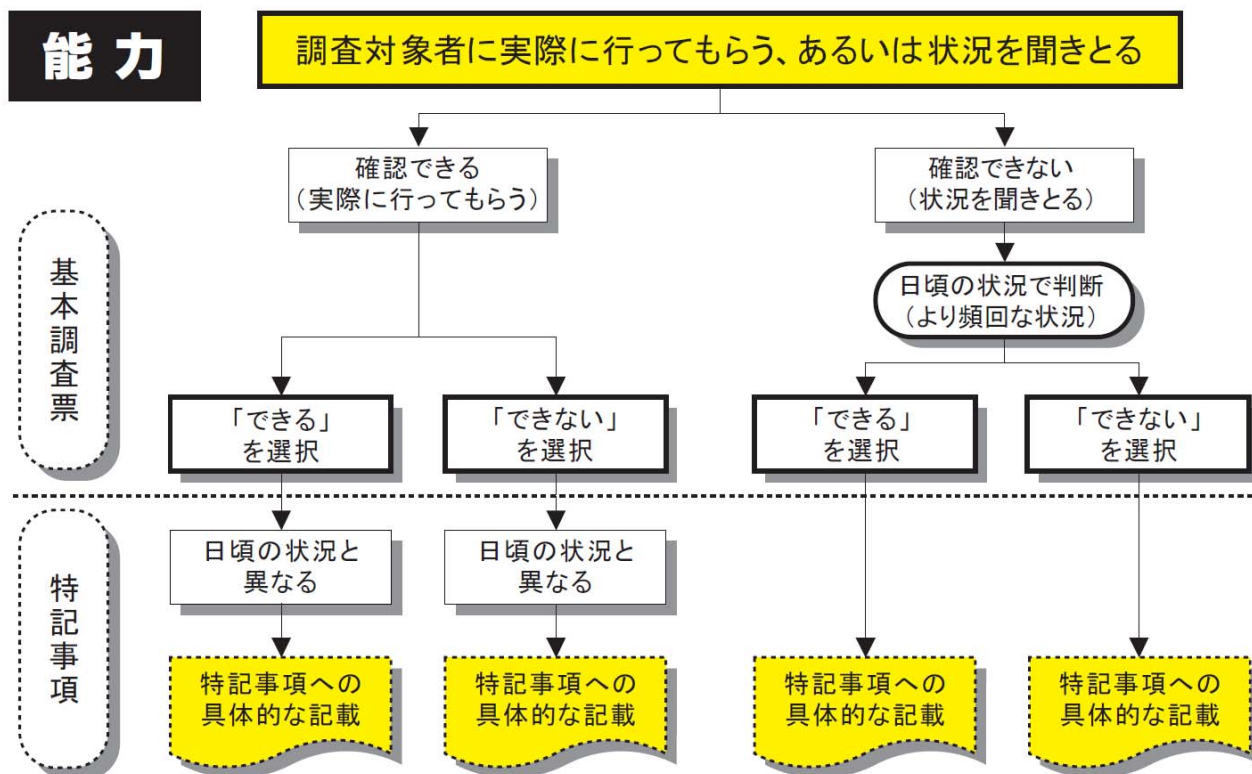 能力
調査対象者に実際に行ってもらう、あるいは状況を聞きとる
確認できる
（実際に行ってもらう）
確認できない
（状況を聞きとる）
日頃の状況で判断
（より頻回な状況）
基本調査票
「できる」
を選択
「できない」
を選択
「できる」
を選択
「できない」
を選択
特記事項
日頃の状況と
異なる
日頃の状況と
異なる
特記事項への
具体的な記載
特記事項への
具体的な記載
特記事項への
具体的な記載
特記事項への
具体的な記載